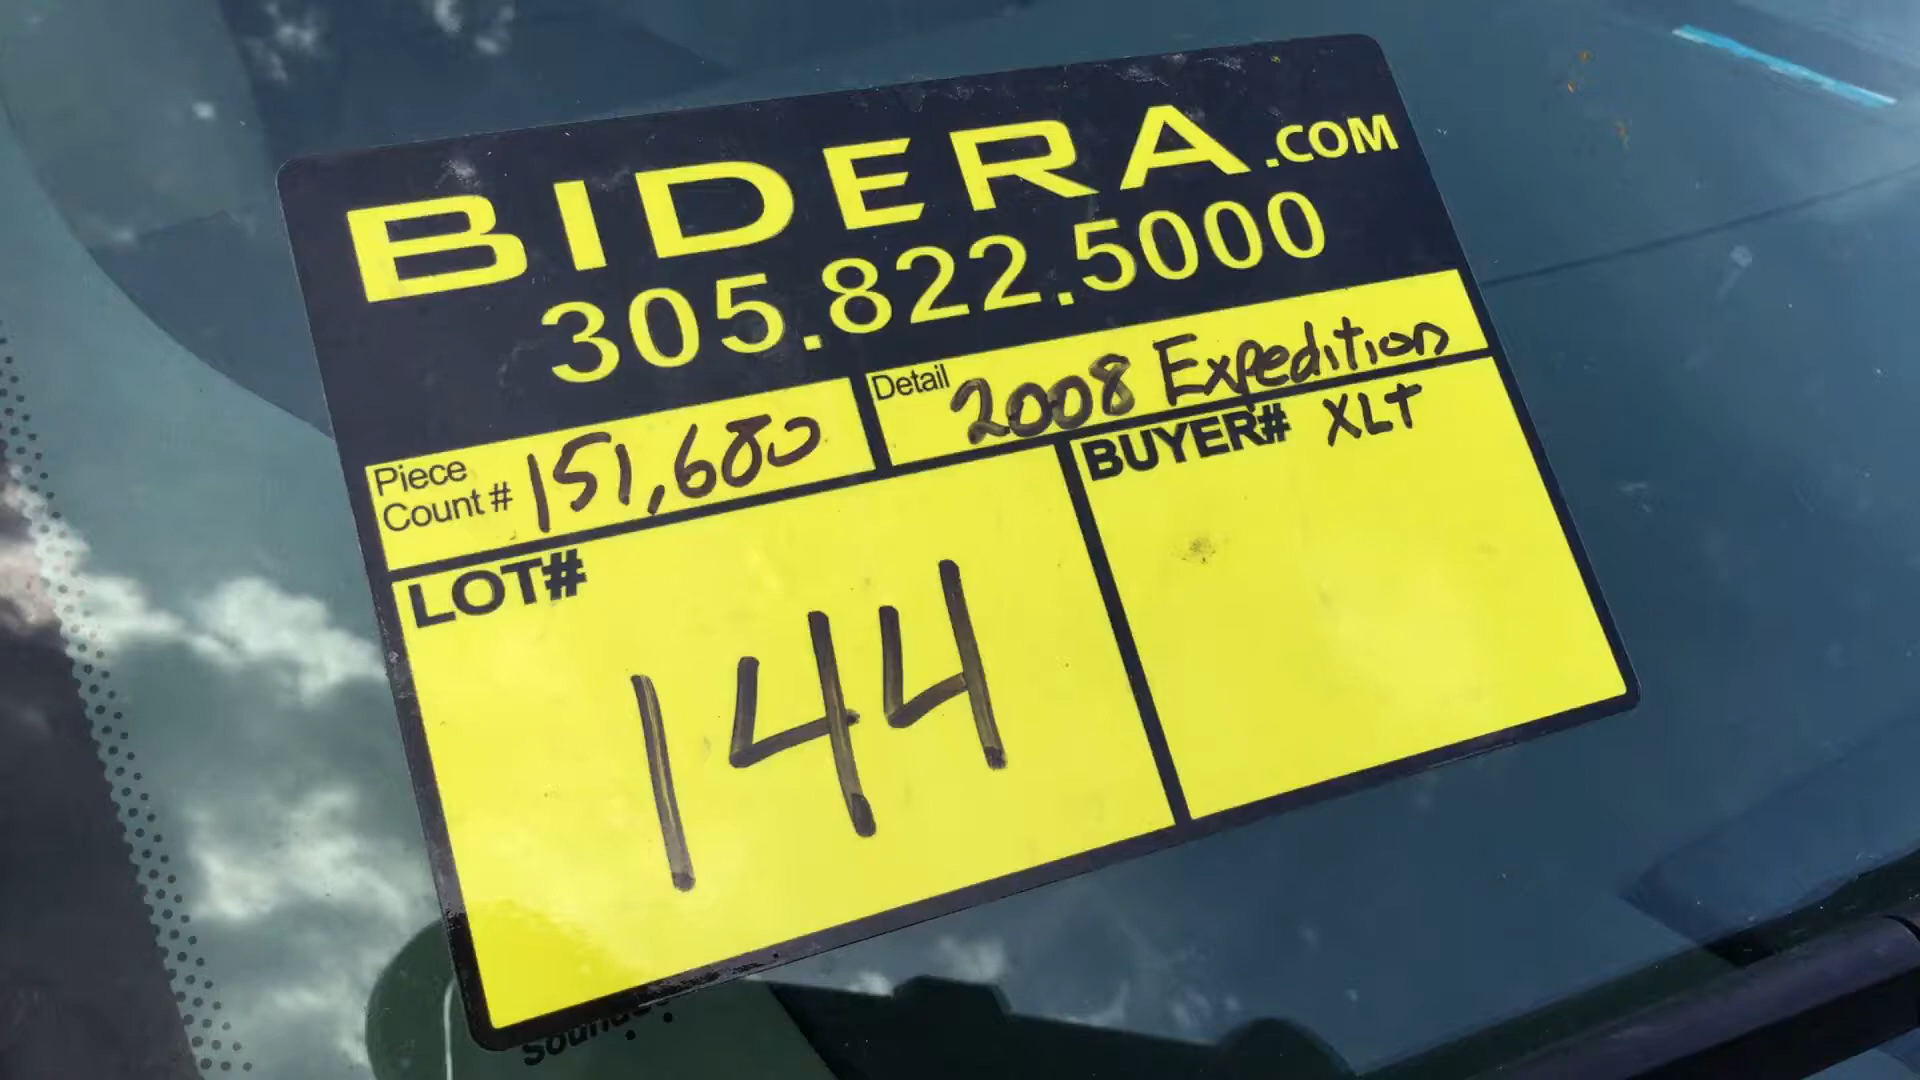 BIDERA.COM
305.822.5000
Piece Count # 151,680
Detail 2008 Expedition
BUYER# XLT
LOT# 144